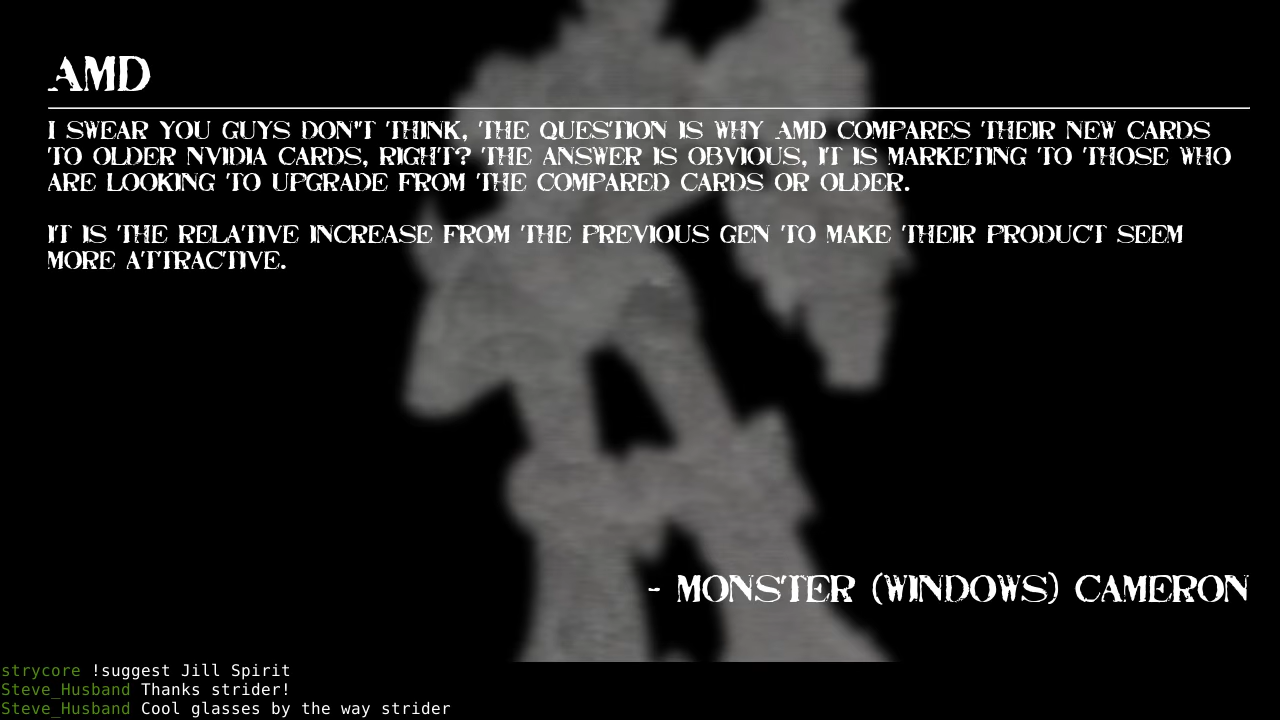 AMD
I SWEAR YOU GUYS DON'T THINK, THE QUESTION IS WHY AMD COMPARES THEIR NEW CARDS
TO OLDER NVIDIA CARDS, RIGHT? THE ANSWER IS OBVIOUS, IT IS MARKETING TO THOSE WHO
ARE LOOKING TO UPGRADE FROM THE COMPARED CARDS OR OLDER.
IT IS THE RELATIVE INCREASE FROM THE PREVIOUS GEN TO MAKE THEIR PRODUCT SEEM
MORE ATTRACTIVE.
- MONSTER (WINDOWS) CAMERON
strycore !suggest Jill Spirit
Steve_Husband Thanks strider!
Steve_Husband Cool glasses by the way strider